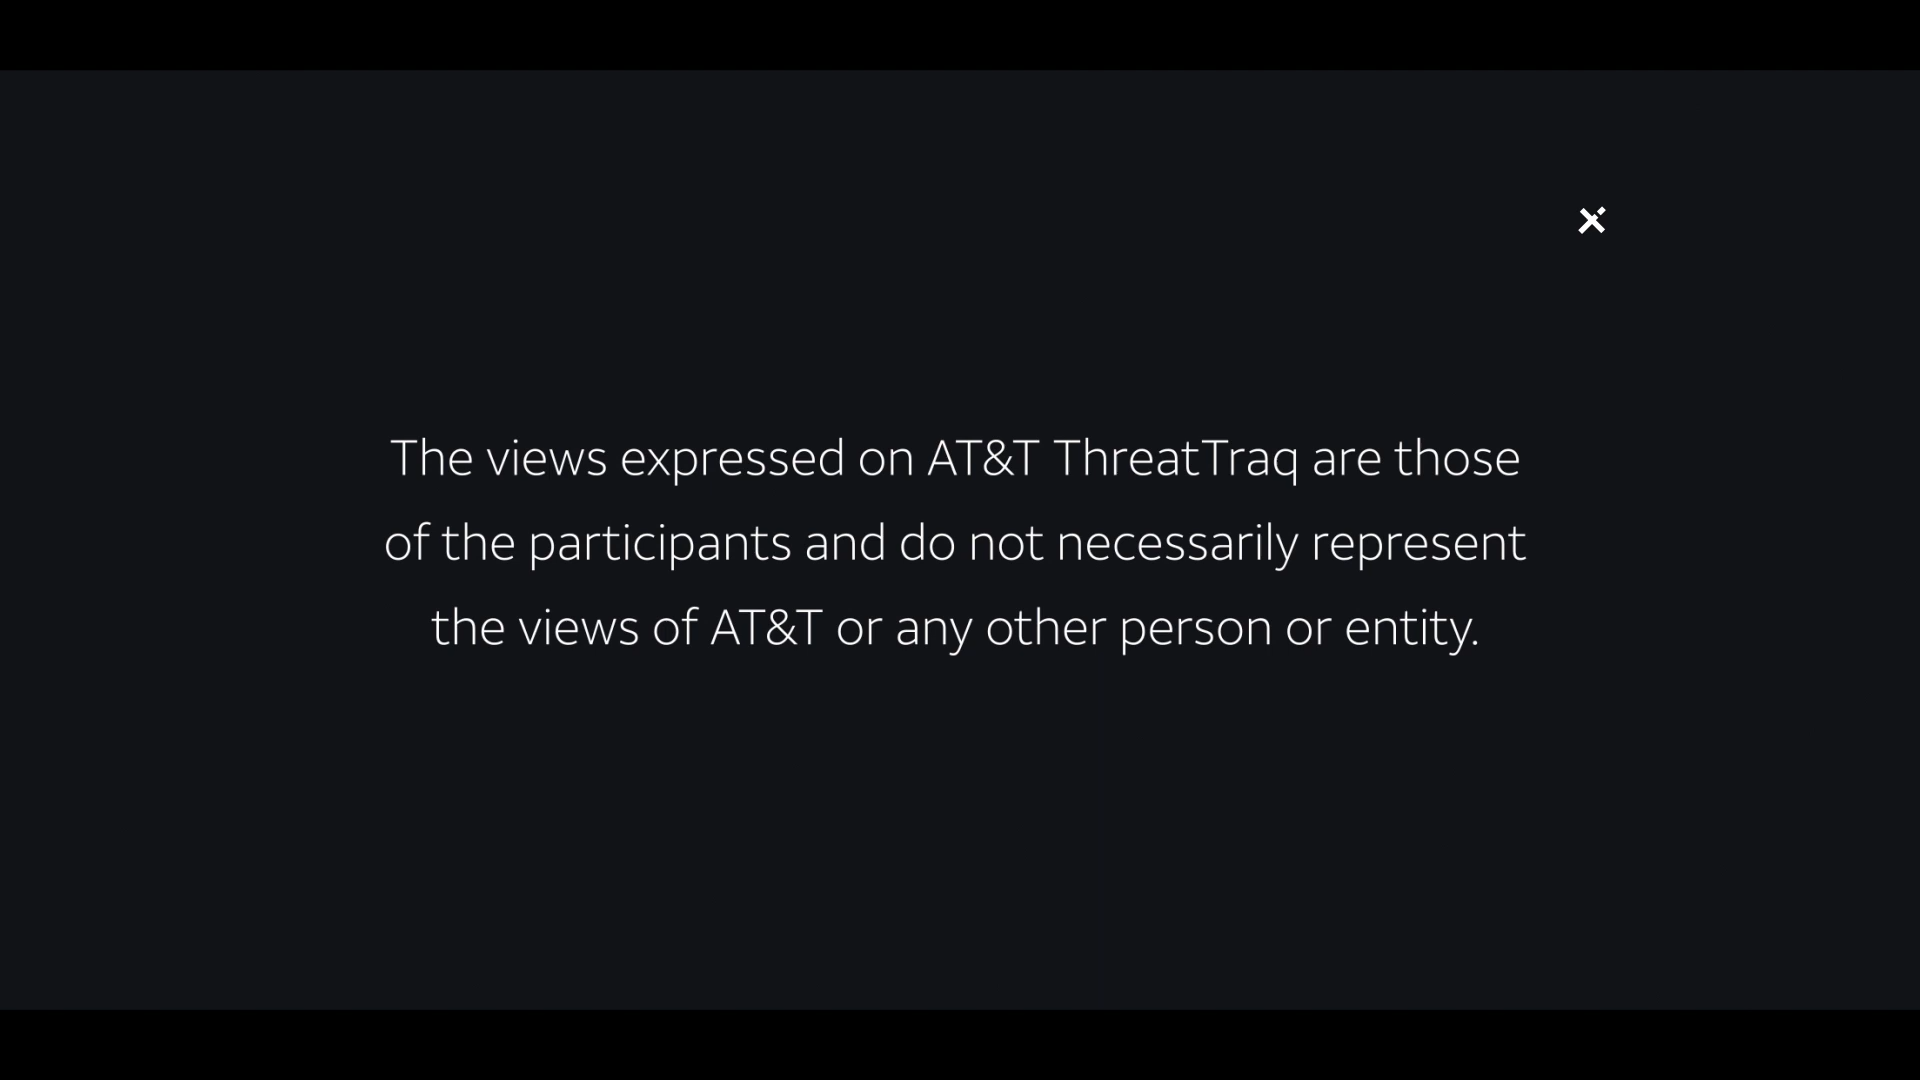 The views expressed on AT&T ThreatTraq are those
of the participants and do not necessarily represent
the views of AT&T or any other person or entity.